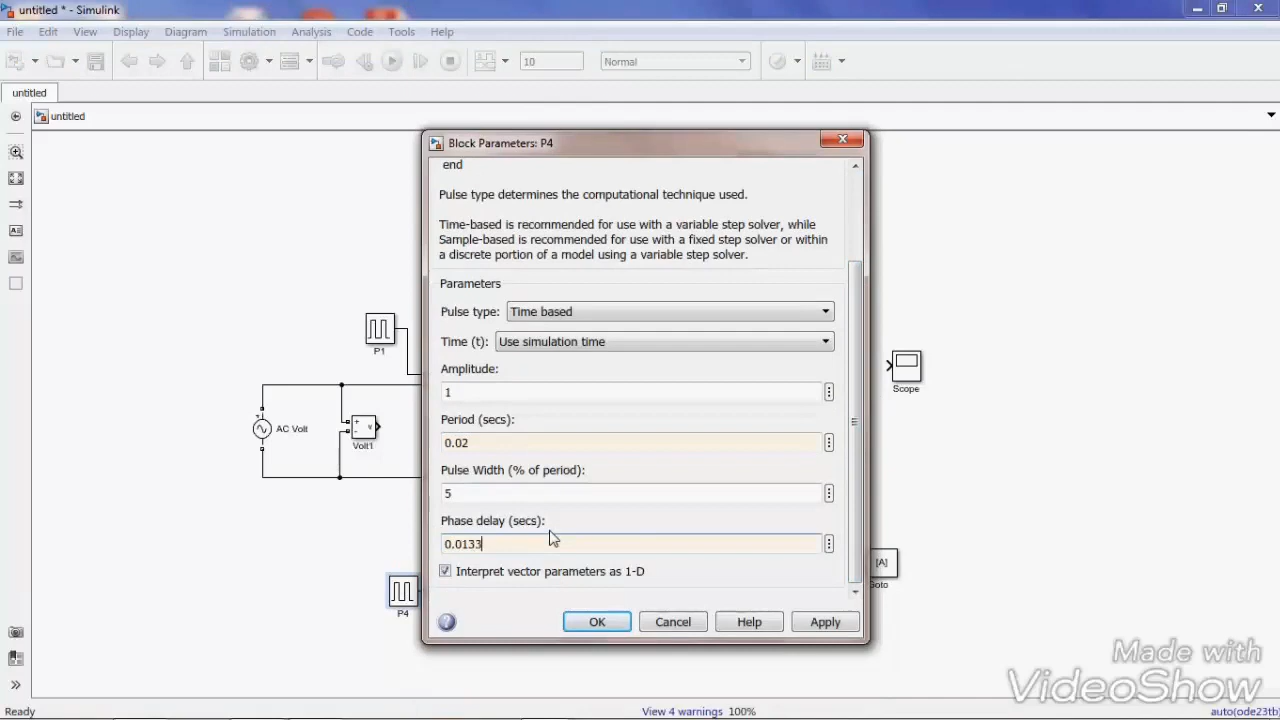 untitled * - Simulink
File Edit View Display Diagram Simulation Analysis Code Tools Help
10 Normal
untitled
untitled
Block Parameters: P4
end
Pulse type determines the computational technique used.
Time-based is recommended for use with a variable step solver, while
Sample-based is recommended for use with a fixed step solver or within
a discrete portion of a model using a variable step solver.
Parameters
Pulse type: Time based
Time (t): Use simulation time
Amplitude:
1
Period (secs):
0.02
Pulse Width (% of period):
5
Phase delay (secs):
0.0133
Interpret vector parameters as 1-D
OK Cancel Help Apply
P1
AC Volt
+
-
v
Volt1
P4
Scope
[A]
Goto
Made with
VideoShow
Ready View 4 warnings 100% auto(ode23tb)